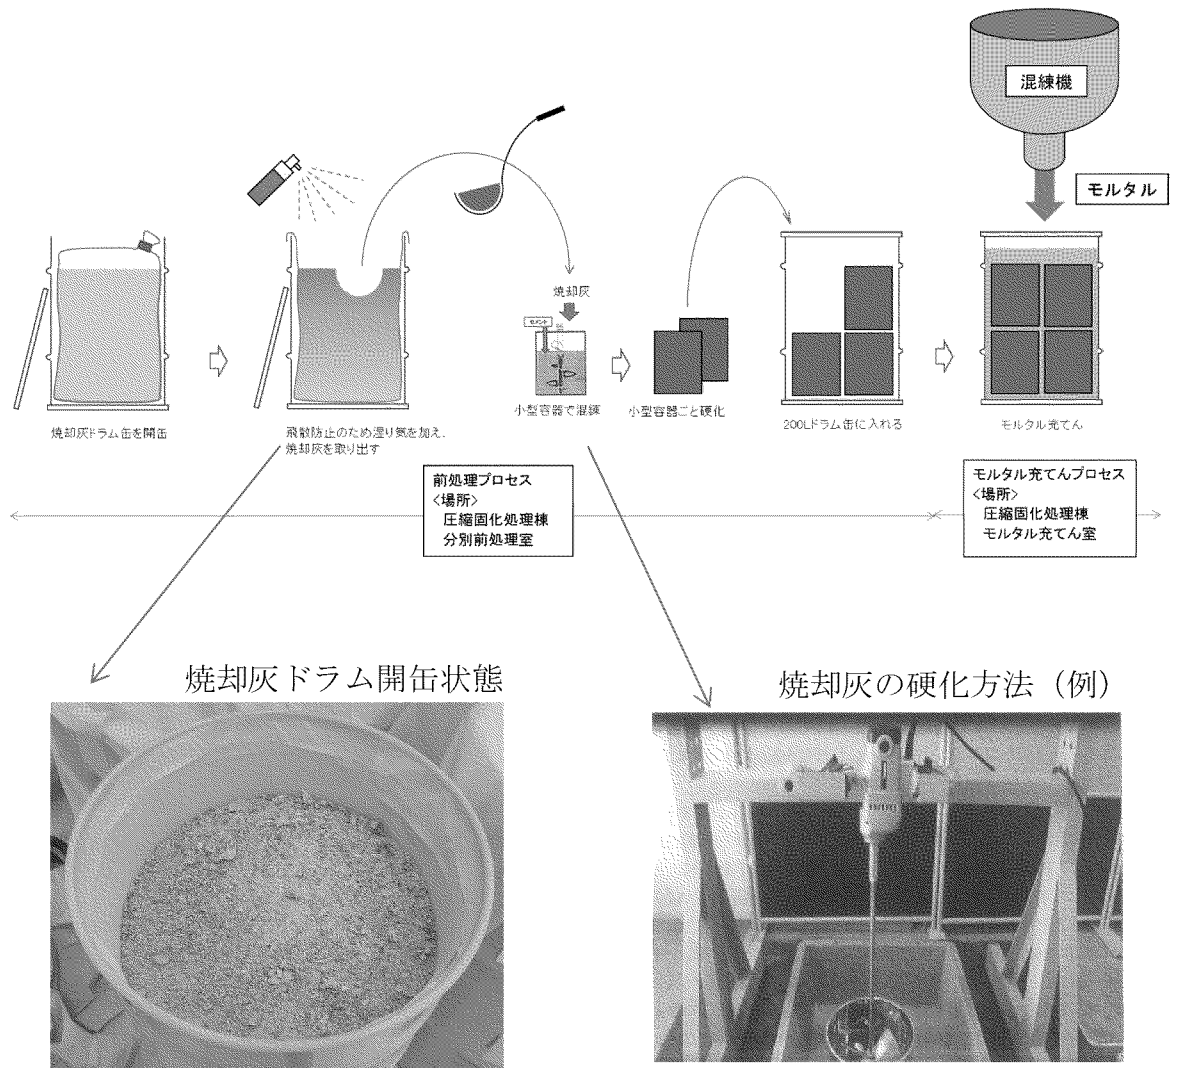 混練機
モルタル
焼却灰
セメント
焼却灰ドラム缶を開缶
飛散防止のため湿り気を加え、
焼却灰を取り出す
小型容器で混練
小型容器ごと硬化
200Lドラム缶に入れる
モルタル充てん
前処理プロセス
<場所>
圧縮固化処理棟
分別前処理室
モルタル充てんプロセス
<場所>
圧縮固化処理棟
モルタル充てん室
焼却灰ドラム開缶状態
焼却灰の硬化方法（例）